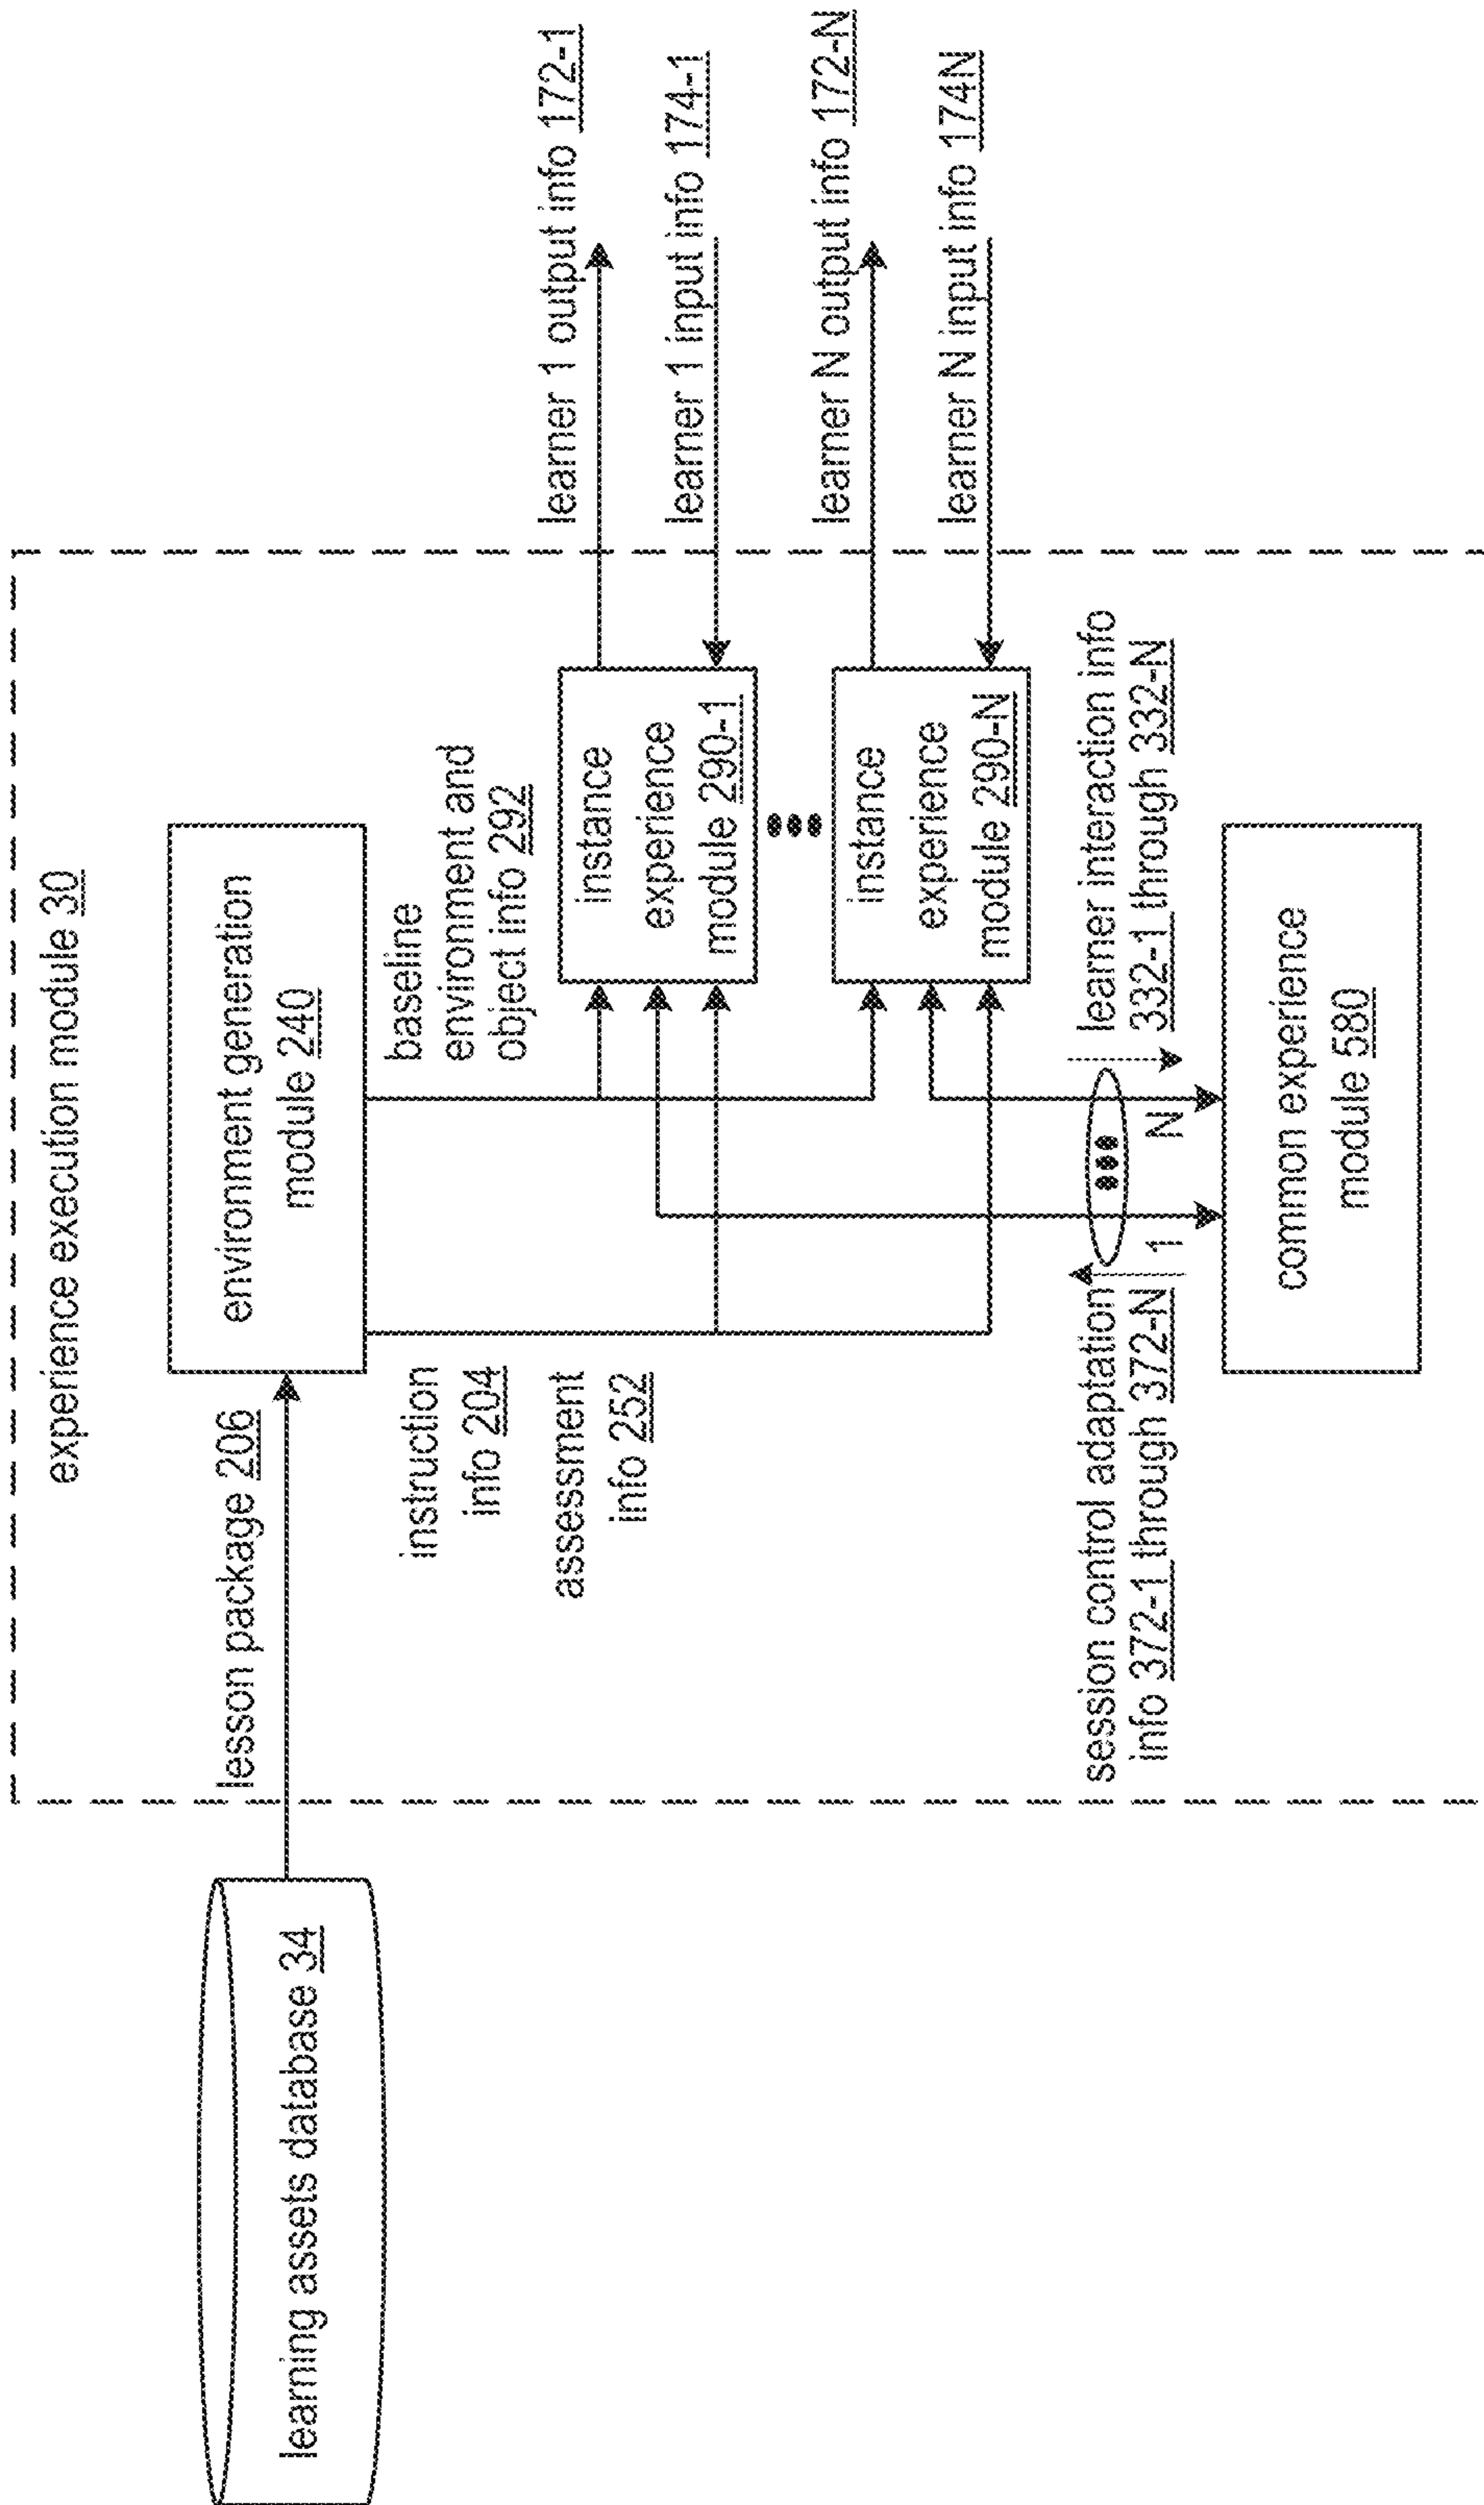 experience execution module 30
learning assets database 34
lesson package 206
environment generation
module 240
instruction
info 204
assessment
info 252
baseline
environment and
object info 292
instance
experience
module 290-1
learner 1 output info 172-1
learner 1 input info 174-1
instance
experience
module 290-N
learner N output info 172-N
learner N input info 174N
session control adaptation
info 372-1 through 372-N
1
N
learner interaction info
332-1 through 332-N
common experience
module 580